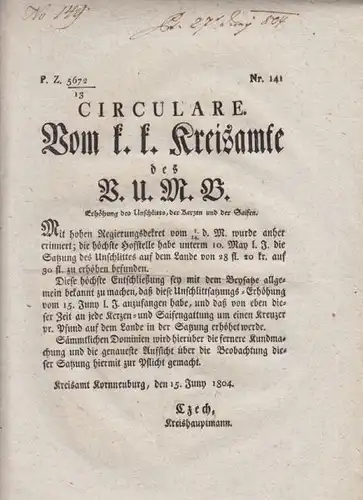 No 149
27 Juny 804
P. Z. 5672/13 Nr. 141
CIRCULARE.
Vom k. k. Kreisamte
des
V. U. M. B.
Erhöhung des Unschlitts, der Kerzen und der Saifen.
Mit hohen Regierungsdekret vom d. M. wurde anher
erinnert; die höchste Hofstelle habe unterm 10. May l. J. die
Satzung des Unschlittes auf dem Lande von 28 fl. 20 kr. auf
30 fl. zu erhöhen befunden.
Diese höchste Entschließung sey mit dem Beysatze allge-
mein bekannt zu machen, daß diese Unschlittsatzungs-Erhöhung
vom 15. Juny l. J. anzufangen habe, und daß von eben die-
ser Zeit an jede Kerzen- und Saifengattung um einen Kreuzer
pr. Pfund auf dem Lande in der Satzung erhöhet werde.
Sämmtlichen Dominien wird hierüber die fernere Kundma-
chung und die genaueste Aufsicht über die Beobachtung die-
ser Satzung hiermit zur Pflicht gemacht.
Kreisamt Kornneuburg, den 15. Juny 1804.
Czech,
Kreishauptmann.